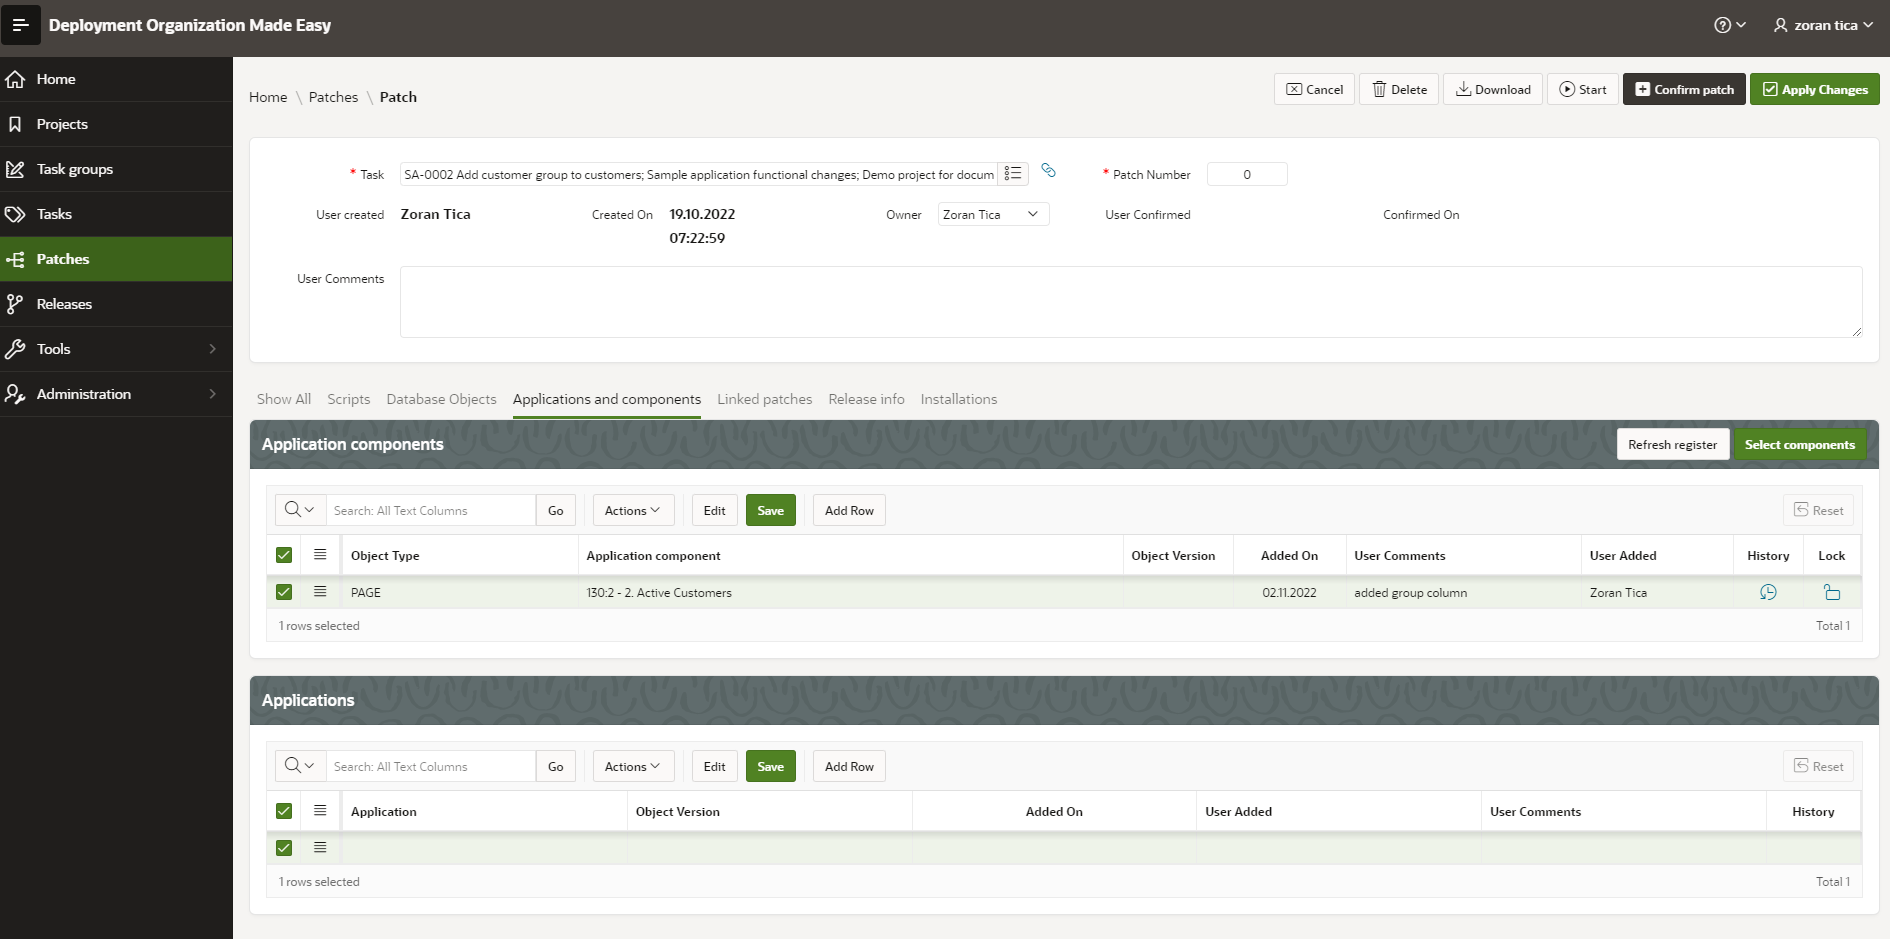 Deployment Organization Made Easy
zoran tica
Home
Projects
Task groups
Tasks
Patches
Releases
Tools
Administration
Home \ Patches \ Patch
Cancel
Delete
Download
Start
Confirm patch
Apply Changes
* Task SA-0002 Add customer group to customers; Sample application functional changes; Demo project for docum
* Patch Number 0
User created Zoran Tica
Created On 19.10.2022
07:22:59
Owner Zoran Tica
User Confirmed
Confirmed On
User Comments
Show All Scripts Database Objects Applications and components Linked patches Release info Installations
Application components
Refresh register
Select components
Search: All Text Columns Go Actions Edit Save Add Row Reset
Object Type Application component Object Version Added On User Comments User Added History Lock
PAGE 130:2 - 2. Active Customers 02.11.2022 added group column Zoran Tica
1 rows selected Total 1
Applications
Search: All Text Columns Go Actions Edit Save Add Row Reset
Application Object Version Added On User Added User Comments History
1 rows selected Total 1